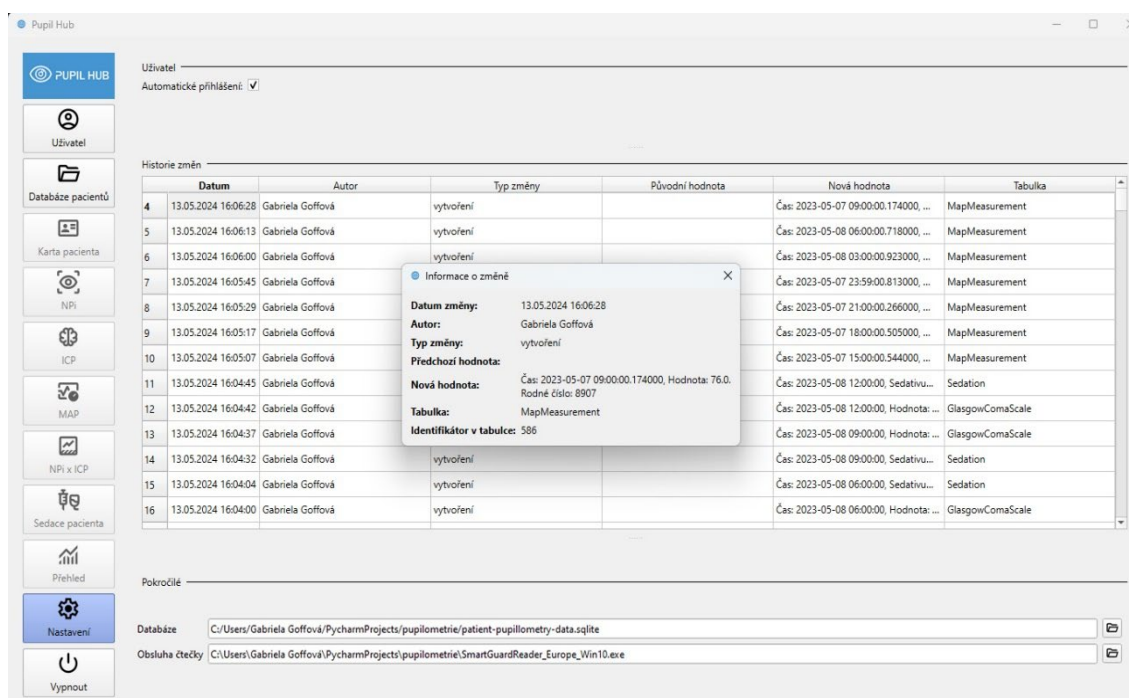 Pupil Hub
PUPIL HUB
Uživatel
Databáze pacientů
Karta pacienta
NPi
ICP
MAP
NPi x ICP
Sedace pacienta
Přehled
Nastavení
Vypnout
Uživatel
Automatické přihlášení:
Historie změn
Datum Autor Typ změny Původní hodnota Nová hodnota Tabulka
4 13.05.2024 16:06:28 Gabriela Goffová vytvoření Čas: 2023-05-07 09:00:00.174000, ... MapMeasurement
5 13.05.2024 16:06:13 Gabriela Goffová vytvoření Čas: 2023-05-08 06:00:00.718000, ... MapMeasurement
6 13.05.2024 16:06:00 Gabriela Goffová vytvoření Čas: 2023-05-08 03:00:00.923000, ... MapMeasurement
7 13.05.2024 16:05:45 Gabriela Goffová Čas: 2023-05-07 23:59:00.813000, ... MapMeasurement
8 13.05.2024 16:05:29 Gabriela Goffová Čas: 2023-05-07 21:00:00.266000, ... MapMeasurement
9 13.05.2024 16:05:17 Gabriela Goffová Čas: 2023-05-07 18:00:00.505000, ... MapMeasurement
10 13.05.2024 16:05:07 Gabriela Goffová Čas: 2023-05-07 15:00:00.544000, ... MapMeasurement
11 13.05.2024 16:04:45 Gabriela Goffová Čas: 2023-05-08 12:00:00, Sedativu... Sedation
12 13.05.2024 16:04:42 Gabriela Goffová Čas: 2023-05-08 12:00:00, Hodnota: ... GlasgowComaScale
13 13.05.2024 16:04:37 Gabriela Goffová Čas: 2023-05-08 09:00:00, Hodnota: ... GlasgowComaScale
14 13.05.2024 16:04:32 Gabriela Goffová vytvoření Čas: 2023-05-08 09:00:00, Sedativu... Sedation
15 13.05.2024 16:04:04 Gabriela Goffová vytvoření Čas: 2023-05-08 06:00:00, Sedativu... Sedation
16 13.05.2024 16:04:00 Gabriela Goffová vytvoření Čas: 2023-05-08 06:00:00, Hodnota: ... GlasgowComaScale
Informace o změně
Datum změny: 13.05.2024 16:06:28
Autor: Gabriela Goffová
Typ změny: vytvoření
Předchozí hodnota:
Nová hodnota: Čas: 2023-05-07 09:00:00.174000, Hodnota: 76.0.
Rodné číslo: 8907
Tabulka: MapMeasurement
Identifikátor v tabulce: 586
Pokročilé
Databáze C:/Users/Gabriela Goffová/PycharmProjects/pupilometrie/patient-pupillometry-data.sqlite
Obsluha čtečky C:\Users\Gabriela Goffová\PycharmProjects\pupilometrie\SmartGuardReader_Europe_Win10.exe